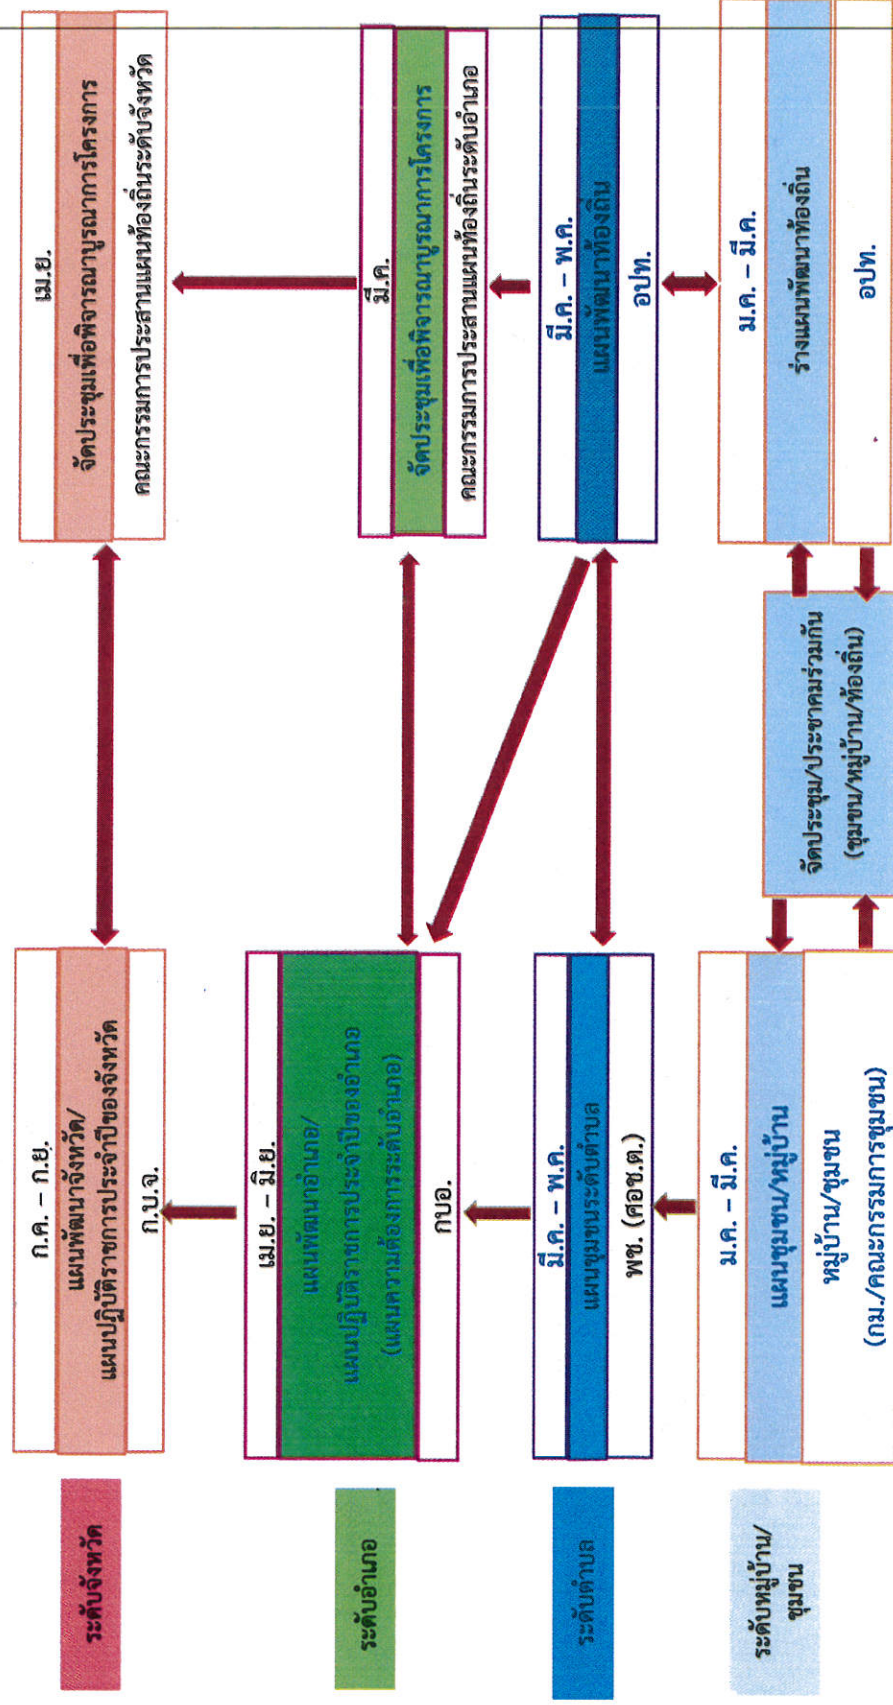 ระดับจังหวัด
ก.ค. – ก.ย.
แผนพัฒนาจังหวัด/
แผนปฏิบัติราชการประจำปีของจังหวัด
ก.บ.จ.
เม.ย.
จัดประชุมเพื่อพิจารณาบูรณาการโครงการ
คณะกรรมการประสานแผนท้องถิ่นระดับจังหวัด
ระดับอำเภอ
เม.ย. – มิ.ย.
แผนพัฒนาอำเภอ/
แผนปฏิบัติราชการประจำปีของอำเภอ
(แผนความต้องการระดับอำเภอ)
กบอ.
มี.ค.
จัดประชุมเพื่อพิจารณาบูรณาการโครงการ
คณะกรรมการประสานแผนท้องถิ่นระดับอำเภอ
ระดับตำบล
มี.ค. – พ.ค.
แผนชุมชนระดับตำบล
พช. (ศอช.ต.)
มี.ค. – พ.ค.
แผนพัฒนาท้องถิ่น
อปท.
ระดับหมู่บ้าน/
ชุมชน
ม.ค. – มี.ค.
แผนชุมชน/หมู่บ้าน
หมู่บ้าน/ชุมชน
(กม./คณะกรรมการชุมชน)
จัดประชุม/ประชาคมร่วมกัน
(ชุมชน/หมู่บ้าน/ท้องถิ่น)
ม.ค. – มี.ค.
ร่างแผนพัฒนาท้องถิ่น
อปท.